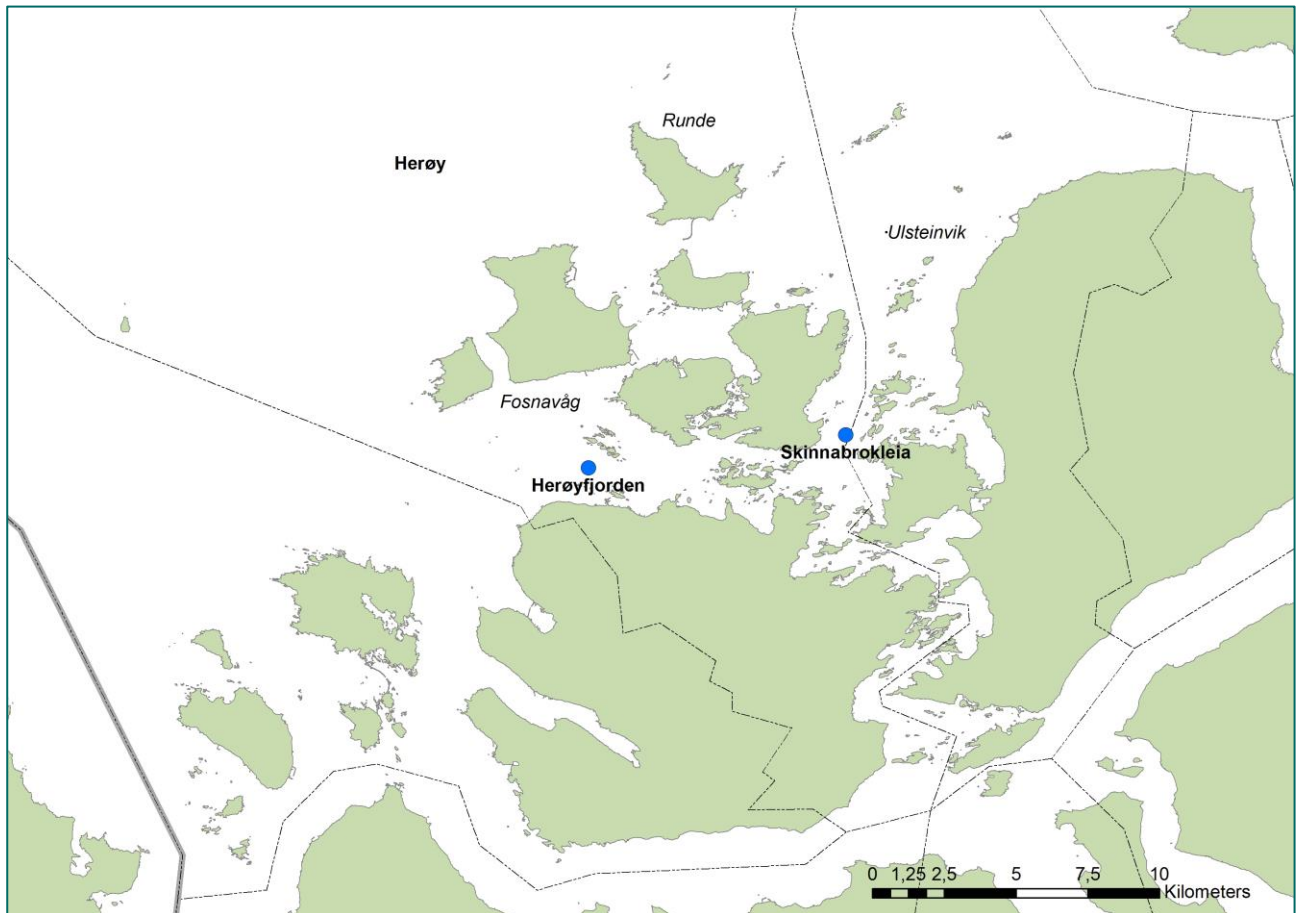 Runde
Herøy
Ulsteinvik
Fosnavåg
Skinnabrokleia
Herøyfjorden
0 1,25 2,5 5 7,5 10
Kilometers